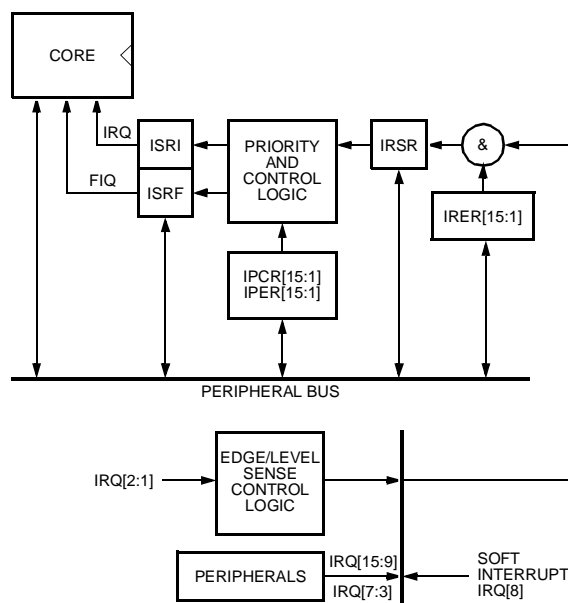 CORE
IRQ
FIQ
ISRI
ISRF
PRIORITY
AND
CONTROL
LOGIC
IRSR
&
IRER[15:1]
IPCR[15:1]
IPER[15:1]
PERIPHERAL BUS
IRQ[2:1]
EDGE/LEVEL
SENSE
CONTROL
LOGIC
PERIPHERALS
IRQ[15:9]
IRQ[7:3]
SOFT
INTERRUPT
IRQ[8]